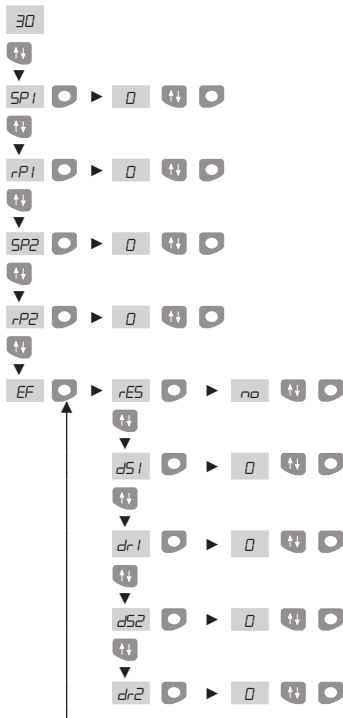 30
SP1 0
rP1 0
SP2 0
rP2 0
EF rES no
dS1 0
dr1 0
dS2 0
dr2 0